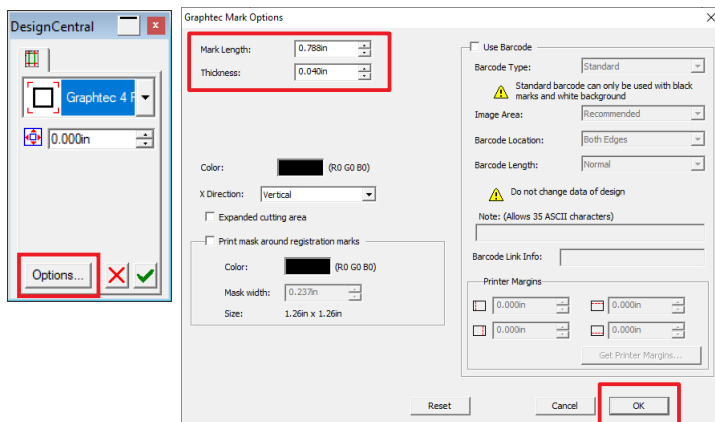 DesignCentral
Graphtec 4 F
0.000in
Options...
Graphtec Mark Options
Mark Length: 0.788in
Thickness: 0.040in
Color: (R0 G0 B0)
X Direction: Vertical
Expanded cutting area
Print mask around registration marks
Color: (R0 G0 B0)
Mask width: 0.237in
Size: 1.26in x 1.26in
Use Barcode
Barcode Type: Standard
Standard barcode can only be used with black
marks and white background
Image Area: Recommended
Barcode Location: Both Edges
Barcode Length: Normal
Do not change data of design
Note: (Allows 35 ASCII characters)
Barcode Link Info:
Printer Margins
0.000in 0.000in
0.000in 0.000in
Get Printer Margins...
Reset Cancel OK